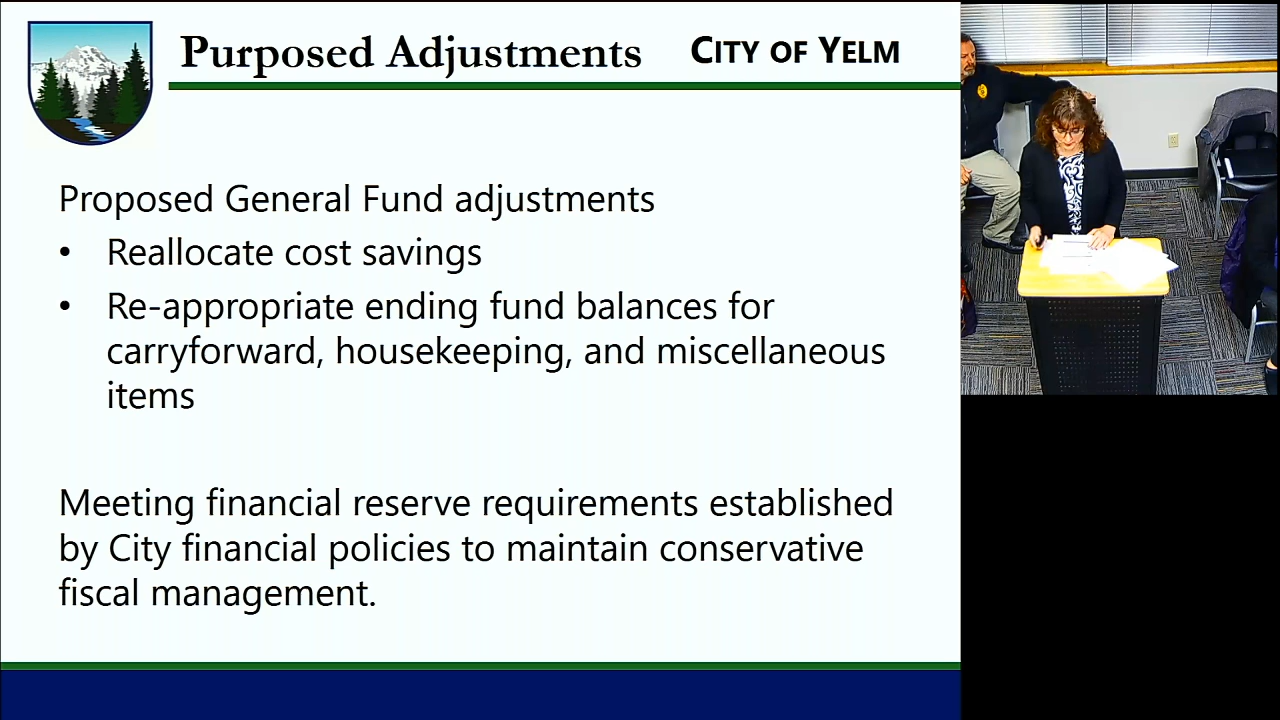 Purposed Adjustments
CITY OF YELM
Proposed General Fund adjustments
• Reallocate cost savings
• Re-appropriate ending fund balances for
carryforward, housekeeping, and miscellaneous
items
Meeting financial reserve requirements established
by City financial policies to maintain conservative
fiscal management.